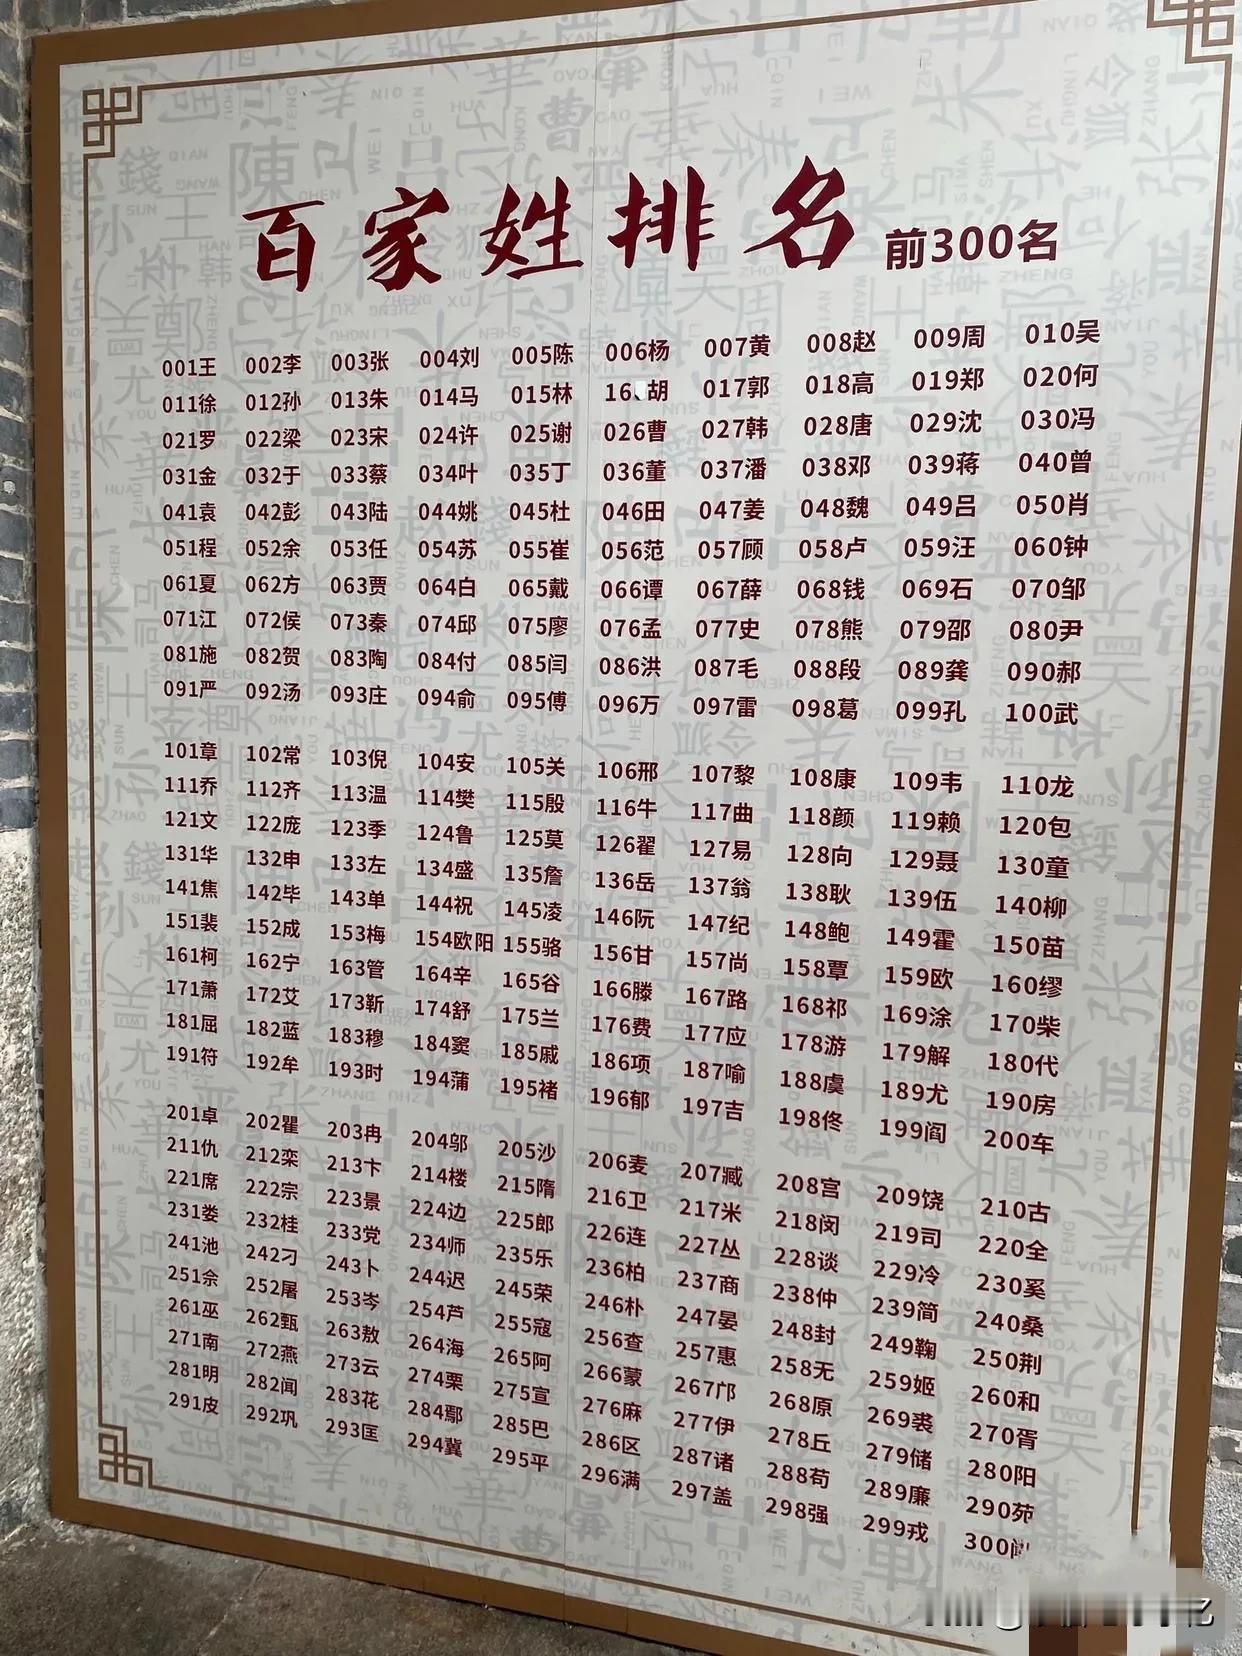 百家姓排名 前300名
001王 002李 003张 004刘 005陈 006杨 007黄 008赵 009周 010吴
011徐 012孙 013朱 014马 015林 16 胡 017郭 018高 019郑 020何
021罗 022梁 023宋 024许 025谢 026曹 027韩 028唐 029沈 030冯
031金 032于 033蔡 034叶 035丁 036董 037潘 038邓 039蒋 040曾
041袁 042彭 043陆 044姚 045杜 046田 047姜 048魏 049吕 050肖
051程 052余 053任 054苏 055崔 056范 057顾 058卢 059汪 060钟
061夏 062方 063贾 064白 065戴 066谭 067薛 068钱 069石 070邹
071江 072侯 073秦 074邱 075廖 076孟 077史 078熊 079邵 080尹
081施 082贺 083陶 084付 085闫 086洪 087毛 088段 089龚 090郝
091严 092汤 093庄 094俞 095傅 096万 097雷 098葛 099孔 100武
101章 102常 103倪 104安 105关 106邢 107黎 108康 109韦 110龙
111乔 112齐 113温 114樊 115殷 116牛 117曲 118颜 119赖 120包
121文 122庞 123季 124鲁 125莫 126翟 127易 128向 129聂 130童
131华 132申 133左 134盛 135詹 136岳 137翁 138耿 139伍 140柳
141焦 142毕 143单 144祝 145凌 146阮 147纪 148鲍 149霍 150苗
151裴 152成 153梅 154欧阳 155骆 156甘 157尚 158覃 159欧 160缪
161柯 162宁 163管 164辛 165谷 166滕 167路 168祁 169涂 170柴
171萧 172艾 173靳 174舒 175兰 176费 177应 178游 179解 180代
181屈 182蓝 183穆 184窦 185戚 186项 187喻 188虞 189尤 190房
191符 192牟 193时 194蒲 195褚 196郁 197吉 198佟 199阎 200车
201卓 202瞿 203冉 204邬 205沙 206麦 207臧 208宫 209饶 210古
211仇 212栾 213卞 214楼 215隋 216卫 217米 218闵 219司 220全
221席 222宗 223景 224边 225郎 226连 227丛 228谈 229冷 230奚
231娄 232桂 233党 234师 235乐 236柏 237商 238仲 239简 240桑
241池 242刁 243卜 244迟 245荣 246朴 247晏 248封 249鞠 250荆
251佘 252屠 253岑 254芦 255寇 256查 257惠 258无 259姬 260和
261巫 262甄 263敖 264海 265阿 266蒙 267邝 268原 269裘 270胥
271南 272燕 273云 274栗 275宣 276麻 277伊 278丘 279储 280阳
281明 282闻 283花 284鄢 285巴 286区 287诸 288苟 289廉 290苑
291皮 292巩 293匡 294冀 295平 296满 297盖 298强 299戎 300